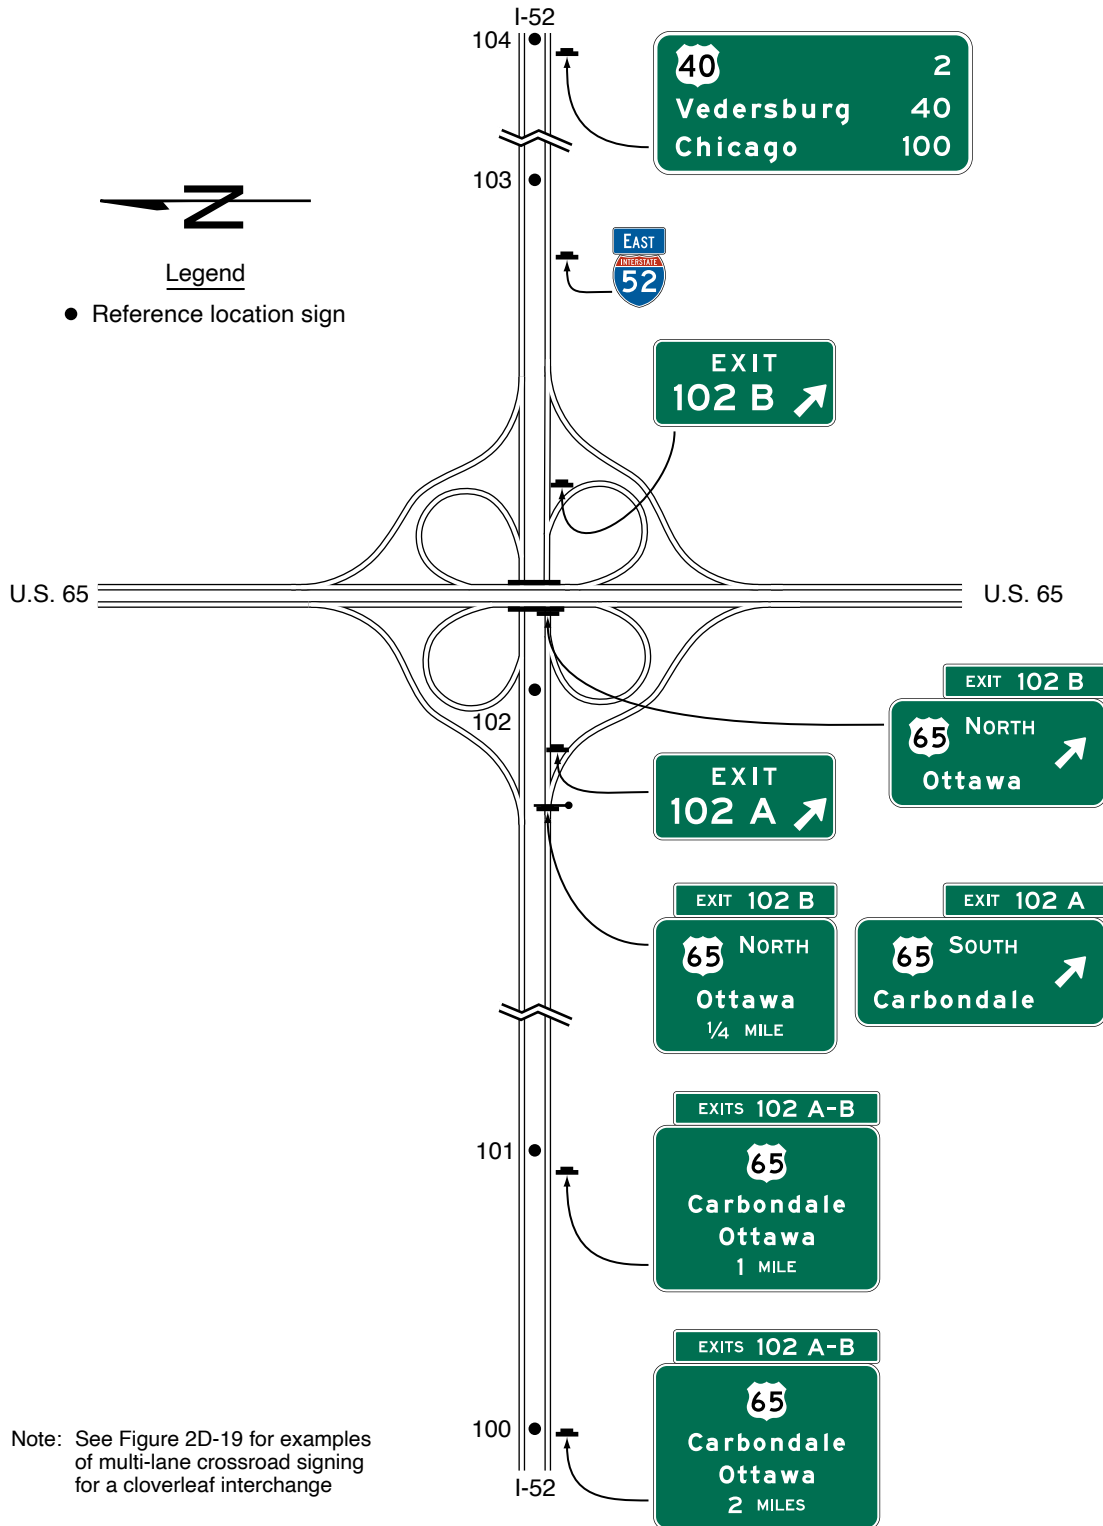 I-52
104
40 2
Vedersburg 40
Chicago 100
103
N
Legend
Reference location sign
EAST
INTERSTATE
52
EXIT
102 B
U.S. 65
U.S. 65
EXIT 102 B
65 NORTH
Ottawa
102
EXIT
102 A
EXIT 102 B
65 NORTH
Ottawa
1/4 MILE
EXIT 102 A
65 SOUTH
Carbondale
EXITS 102 A-B
65
Carbondale
Ottawa
1 MILE
101
EXITS 102 A-B
65
Carbondale
Ottawa
2 MILES
100
I-52
Note: See Figure 2D-19 for examples
of multi-lane crossroad signing
for a cloverleaf interchange